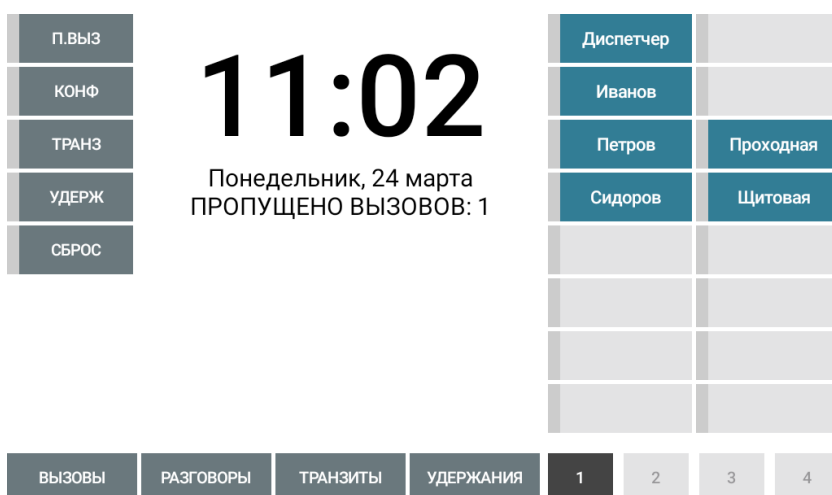 П.ВЫЗ
КОНФ
ТРАНЗ
УДЕРЖ
СБРОС
11:02
Понедельник, 24 марта
ПРОПУЩЕНО ВЫЗОВОВ: 1
Диспетчер
Иванов
Петров Проходная
Сидоров Щитовая
ВЫЗОВЫ РАЗГОВОРЫ ТРАНЗИТЫ УДЕРЖАНИЯ 1 2 3 4